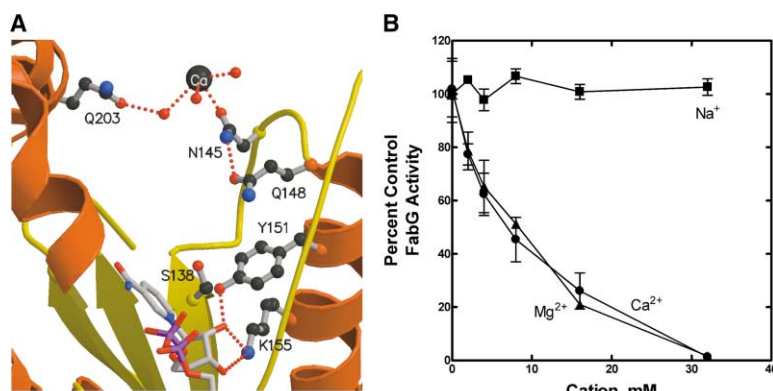 A
Ca
Q203
N145
Q148
Y151
S138
K155
B
120
100
80
60
40
20
0
Percent Control
FabG Activity
Na⁺
Mg²⁺
Ca²⁺
0
10
20
30
40
Cation, mM